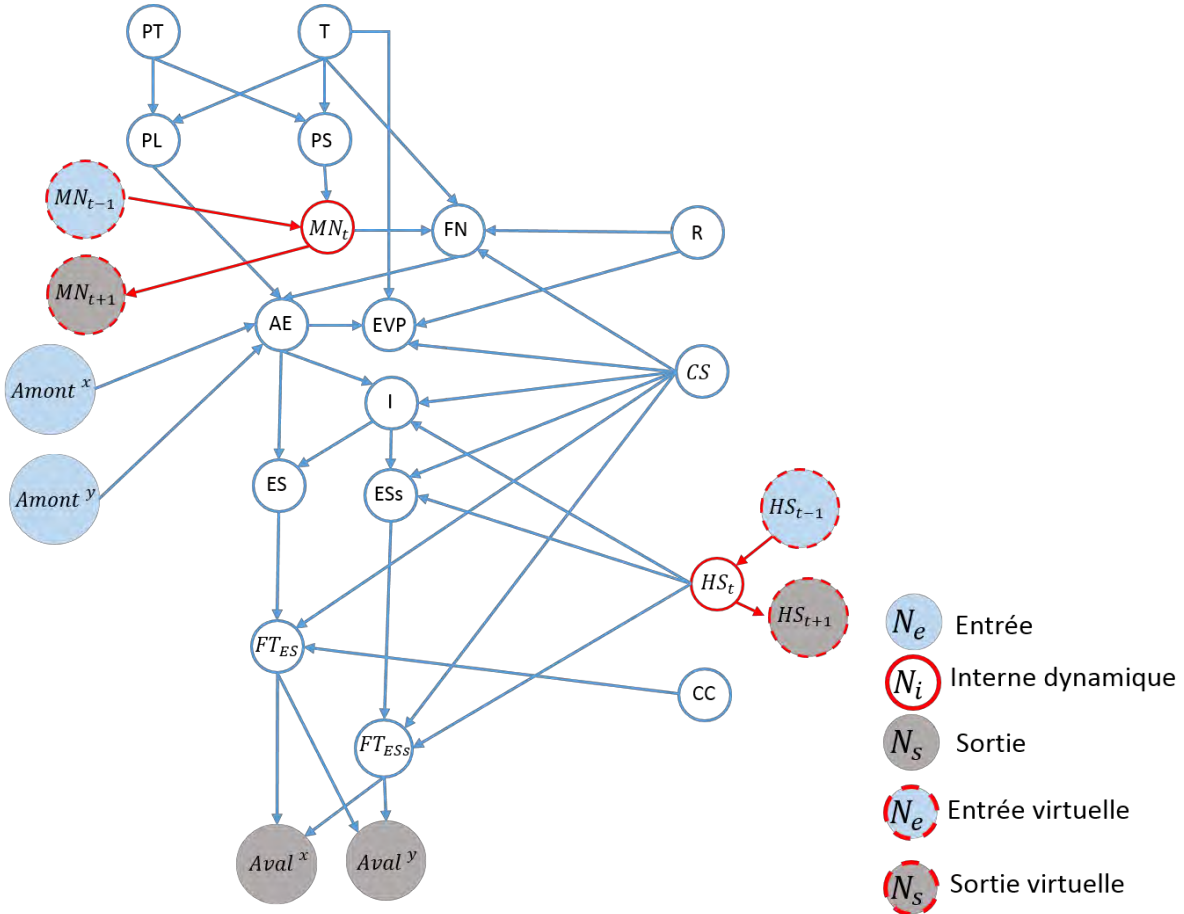 PT
T
PL
PS
MN_{t-1}
MN_t
FN
R
MN_{t+1}
AE
EVP
CS
Amont^x
I
Amont^y
ES
ESs
HS_{t-1}
HS_t
HS_{t+1}
FT_{ES}
CC
FT_{ESs}
Aval^x
Aval^y
N_e Entrée
N_i Interne dynamique
N_s Sortie
N_e Entrée virtuelle
N_s Sortie virtuelle